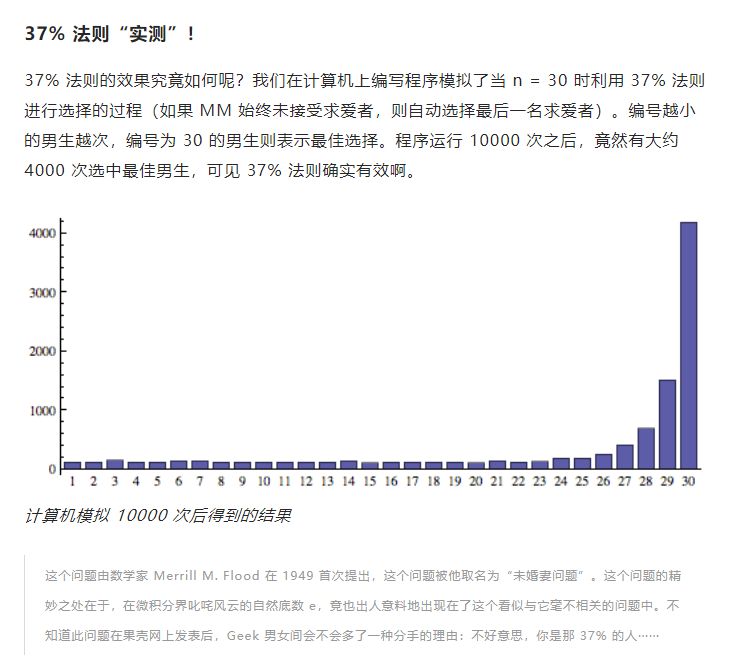 37% 法则“实测”！
37% 法则的效果究竟如何呢？我们在计算机上编写程序模拟了当 n = 30 时利用 37% 法则
进行选择的过程（如果 MM 始终未接受求爱者，则自动选择最后一名求爱者）。编号越小
的男生越次，编号为 30 的男生则表示最佳选择。程序运行 10000 次之后，竟然有大约
4000 次选中最佳男生，可见 37% 法则确实有效啊。
4000
3000
2000
1000
0
1 2 3 4 5 6 7 8 9 10 11 12 13 14 15 16 17 18 19 20 21 22 23 24 25 26 27 28 29 30
计算机模拟 10000 次后得到的结果
这个问题由数学家 Merrill M. Flood 在 1949 首次提出，这个问题被他取名为“未婚妻问题”。这个问题的精
妙之处在于，在微积分界叱咤风云的自然底数 e，竟也出人意料地出现在了这个看似与它毫不相关的问题中。不
知道此问题在果壳网上发表后，Geek 男女间会不会多了一种分手的理由：不好意思，你是那 37% 的人……